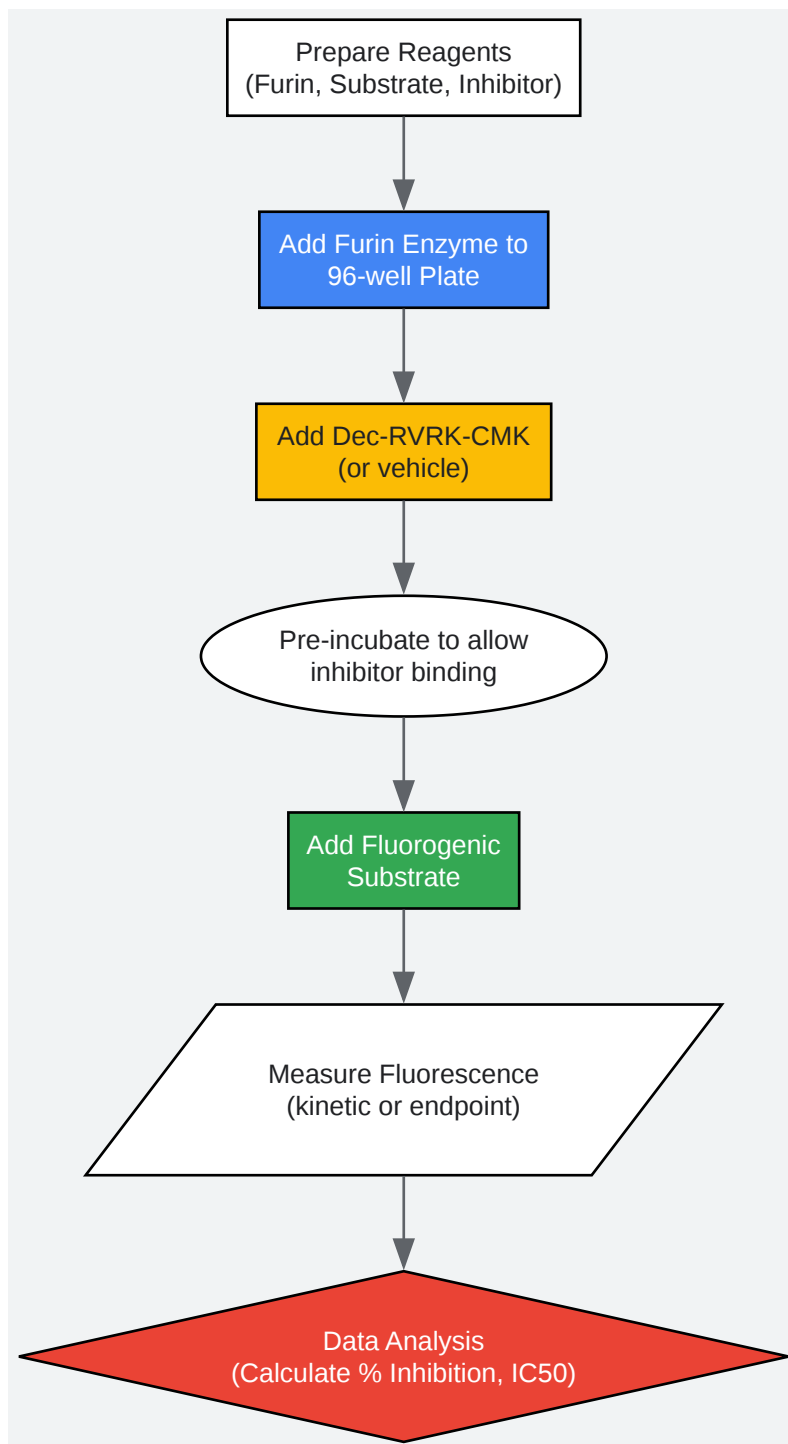 Prepare Reagents
(Furin, Substrate, Inhibitor)
Add Furin Enzyme to
96-well Plate
Add Dec-RVRK-CMK
(or vehicle)
Pre-incubate to allow
inhibitor binding
Add Fluorogenic
Substrate
Measure Fluorescence
(kinetic or endpoint)
Data Analysis
(Calculate % Inhibition, IC50)